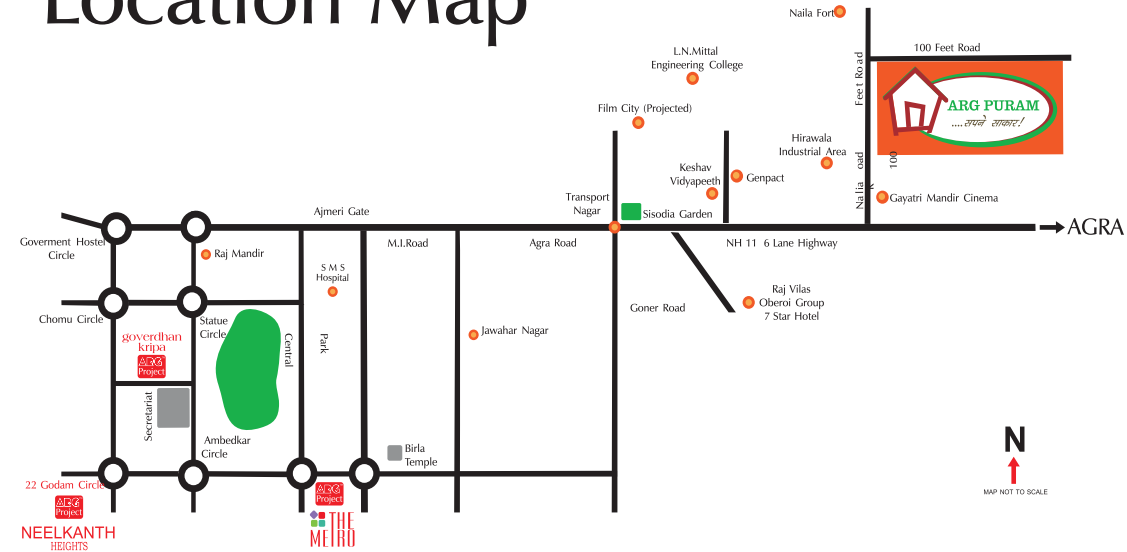 Location Map
Naila Fort
100 Feet Road
L.N.Mittal
Engineering College
Feet Road
ARG PURAM
....सपने साकार!
Film City (Projected)
Hirawala
Industrial Area
100
Nalia oad
R
Keshav
Vidyapeeth
Genpact
Gayatri Mandir Cinema
Transport
Nagar
Sisodia Garden
Ajmeri Gate
AGRA
Goverment Hostel
Circle
M.I.Road
Agra Road
NH 11 6 Lane Highway
Raj Mandir
S M S
Hospital
Raj Vilas
Oberoi Group
7 Star Hotel
Goner Road
Chomu Circle
Statue
Circle
Jawahar Nagar
goverdhan
kripa
ARG
Project
Central
Park
Secretariat
Ambedkar
Circle
Birla
Temple
N
MAP NOT TO SCALE
22 Godam Circle
ARG
Project
NEELKANTH
HEIGHTS
ARG
Project
THE
METRO